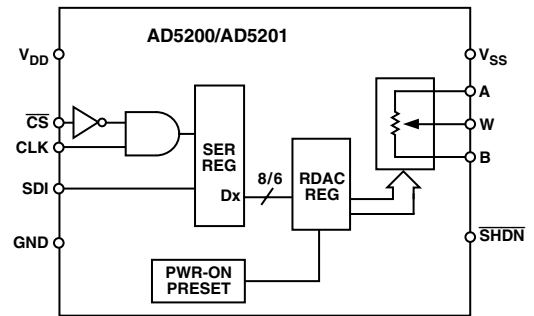 AD5200/AD5201
VDD
VSS
CS
CLK
SDI
GND
SER
REG
Dx
8/6
RDAC
REG
PWR-ON
PRESET
A
W
B
SHDN